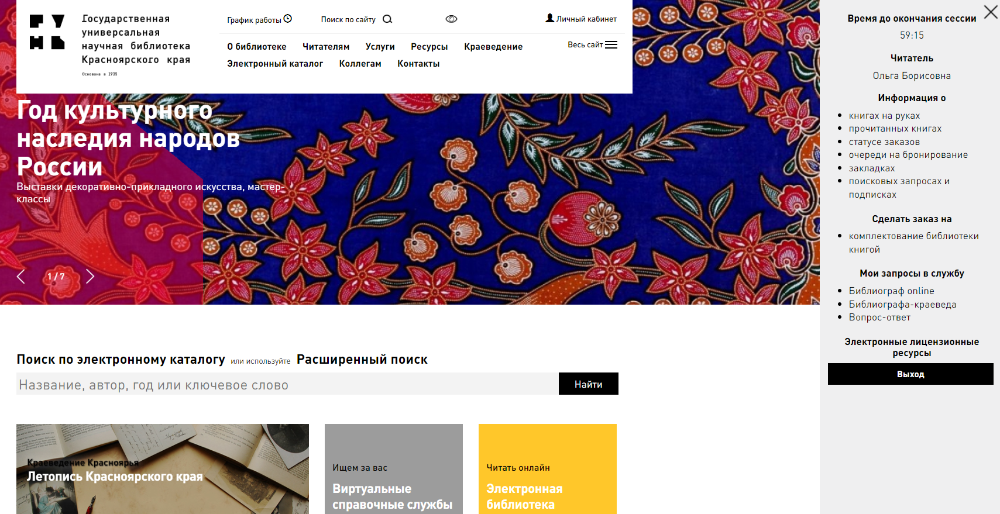 Государственная
универсальная
научная библиотека
Красноярского края
Основана в 1935
График работы
Поиск по сайту
Личный кабинет
О библиотеке Читателям Услуги Ресурсы Краеведение
Весь сайт
Электронный каталог Коллегам Контакты
Год культурного
наследия народов
России
Выставки декоративно-прикладного искусства, мастер-
классы
1 / 7
Поиск по электронному каталогу или используйте Расширенный поиск
Название, автор, год или ключевое слово
Найти
Краеведение Красноярья
Летопись Красноярского края
Ищем за вас
Виртуальные
справочные службы
Читать онлайн
Электронная
библиотека
Время до окончания сессии
59:15
Читатель
Ольга Борисовна
Информация о
книгах на руках
прочитанных книгах
статусе заказов
очереди на бронирование
закладках
поисковых запросах и
подписках
Сделать заказ на
комплектование библиотеки
книгой
Мои запросы в службу
Библиограф online
Библиографа-краеведа
Вопрос-ответ
Электронные лицензионные
ресурсы
Выход